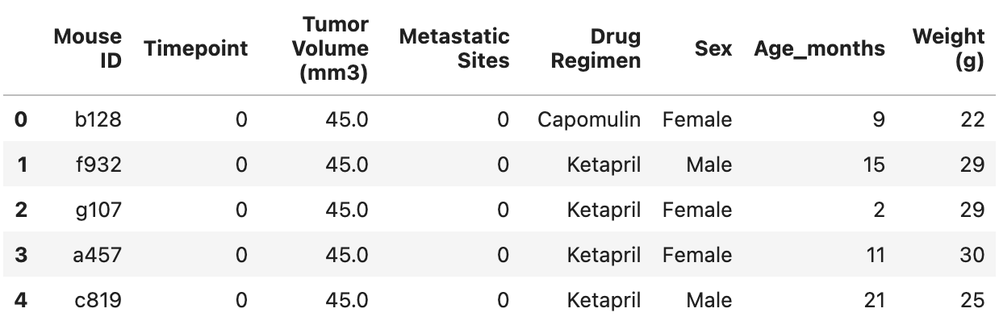 Mouse ID Timepoint Tumor Volume (mm3) Metastatic Sites Drug Regimen Sex Age_months Weight (g)
0 b128 0 45.0 0 Capomulin Female 9 22
1 f932 0 45.0 0 Ketapril Male 15 29
2 g107 0 45.0 0 Ketapril Female 2 29
3 a457 0 45.0 0 Ketapril Female 11 30
4 c819 0 45.0 0 Ketapril Male 21 25